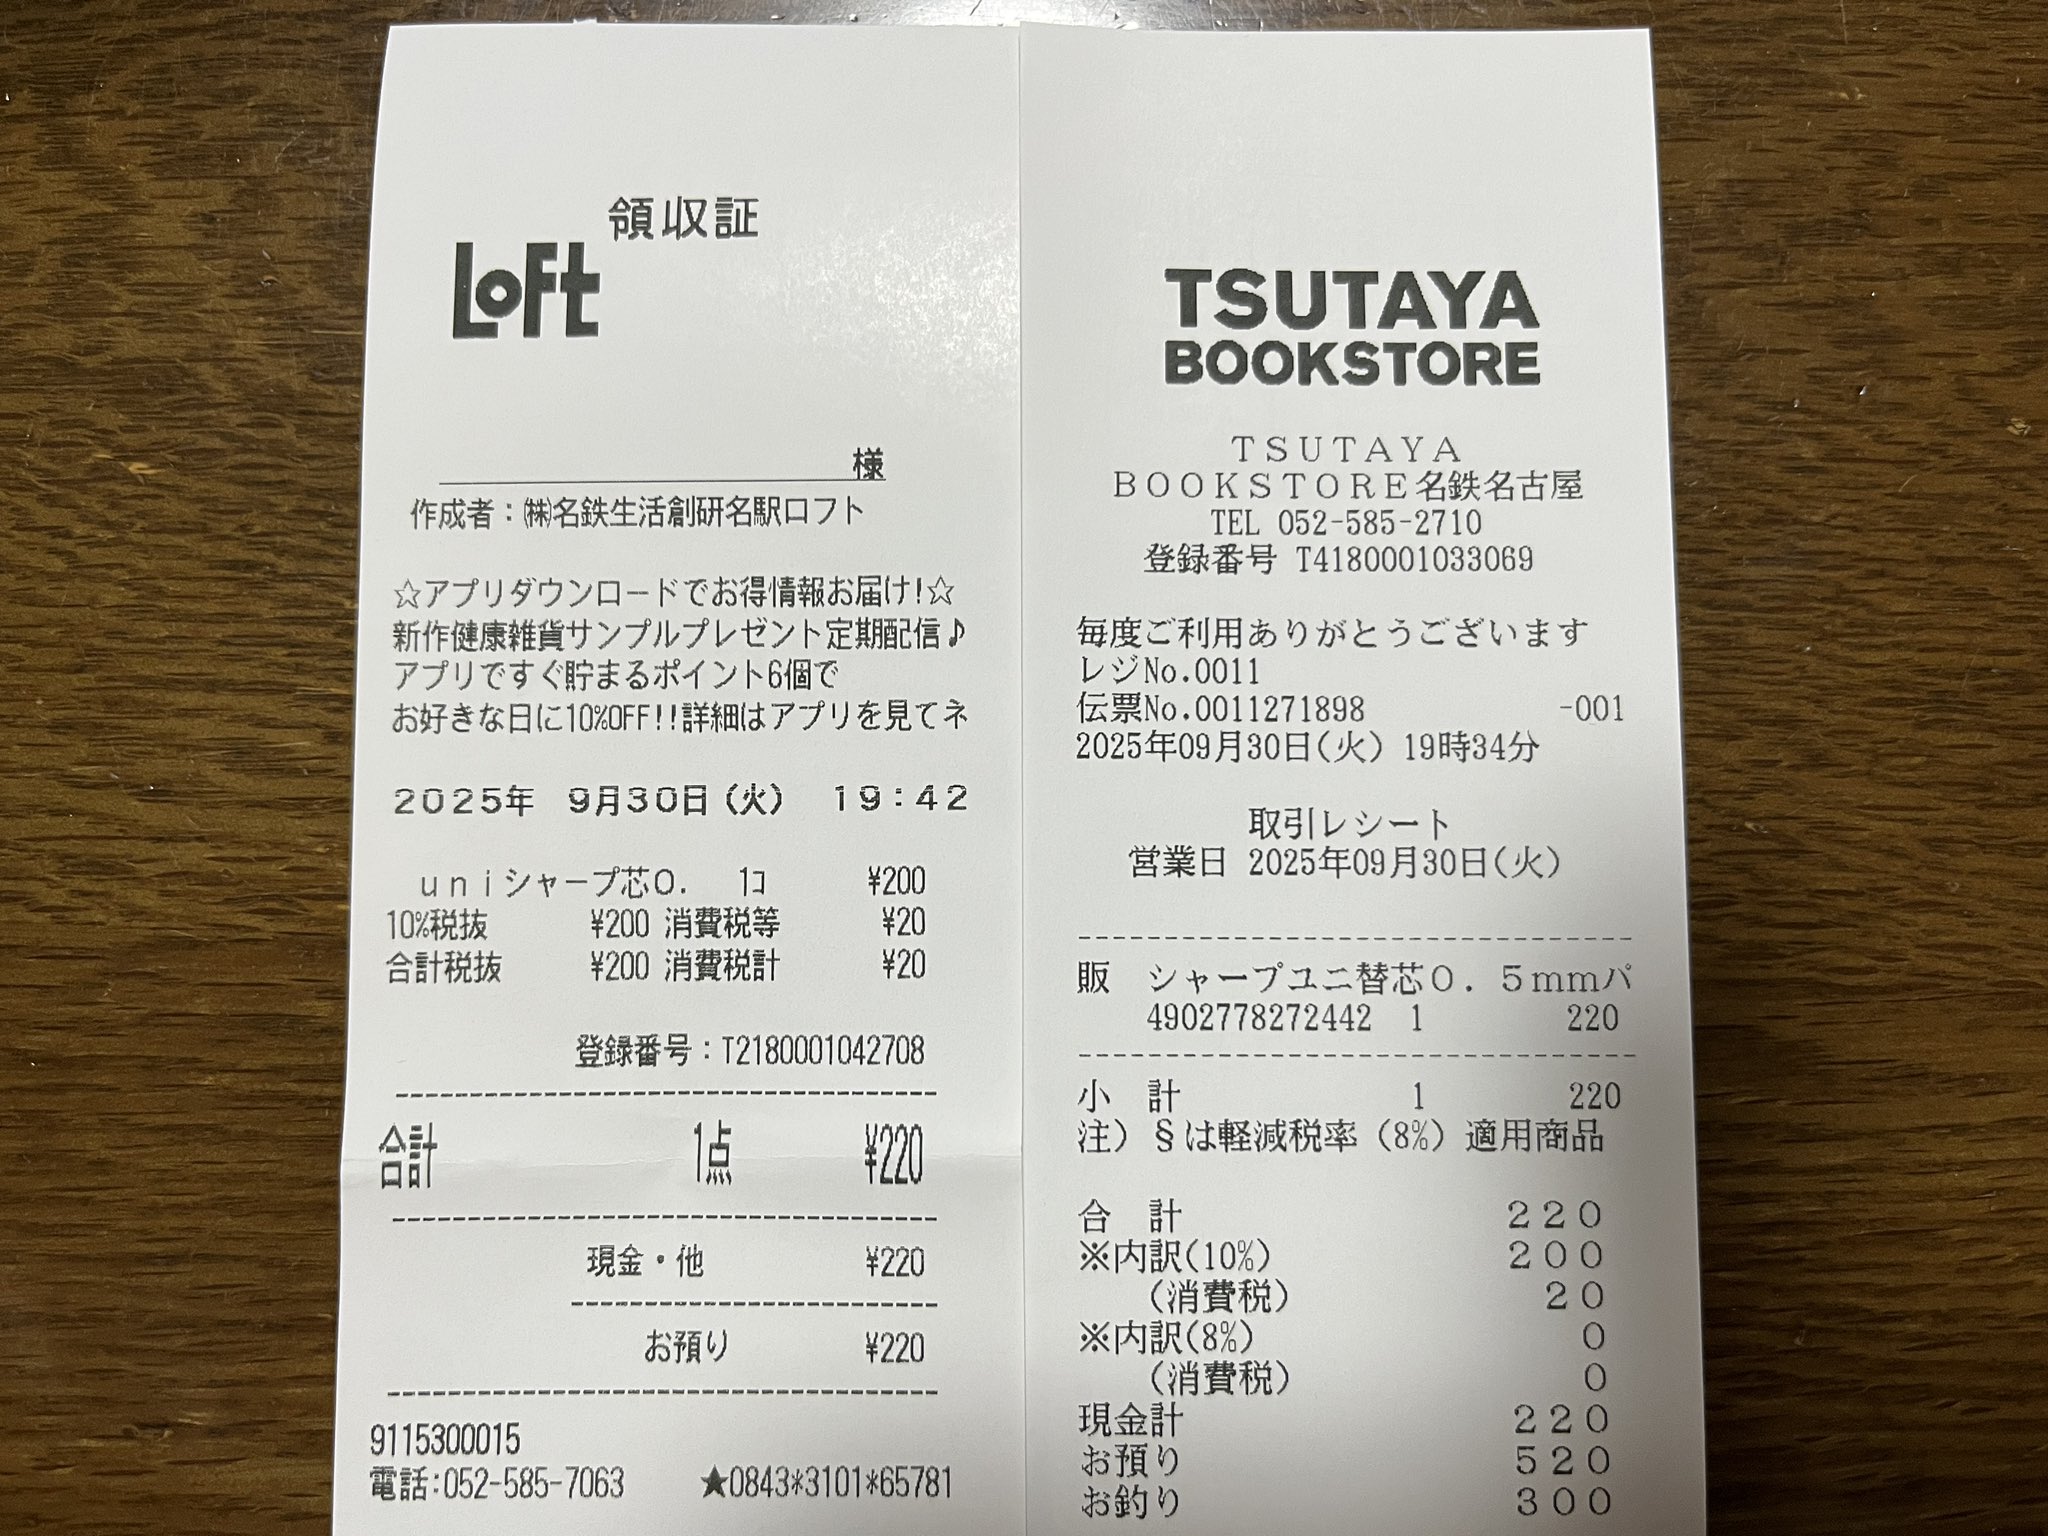 領収証
LOFT
様
作成者：㈱名鉄生活創研名駅ロフト
☆アプリダウンロードでお得情報お届け!☆
新作健康雑貨サンプルプレゼント定期配信♪
アプリですぐ貯まるポイント6個で
お好きな日に10%OFF!!詳細はアプリを見てネ
2025年 9月30日(火) 19:42
uniシャープ芯0. 1コ ¥200
10%税抜 ¥200 消費税等 ¥20
合計税抜 ¥200 消費税計 ¥20
登録番号：T2180001042708
合計 1点 ¥220
現金・他 ¥220
お預り ¥220
9115300015
電話:052-585-7063 ★0843*3101*65781
TSUTAYA
BOOKSTORE
TSUTAYA
BOOKSTORE名鉄名古屋
TEL 052-585-2710
登録番号 T4180001033069
毎度ご利用ありがとうございます
レジNo.0011
伝票No.0011271898 -001
2025年09月30日(火) 19時34分
取引レシート
営業日 2025年09月30日(火)
販 シャープユニ替芯0．5mmパ
4902778272442 1 220
小 計 1 220
注）§は軽減税率（8%）適用商品
合 計 220
※内訳(10%) 200
(消費税) 20
※内訳(8%) 0
(消費税) 0
現金計 220
お預り 520
お釣り 300